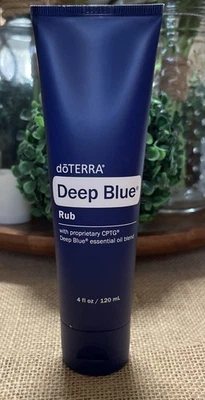 dōTERRA®
Deep Blue®
Rub
with proprietary CPTG®
Deep Blue® essential oil blend
4 fl oz / 120 mL